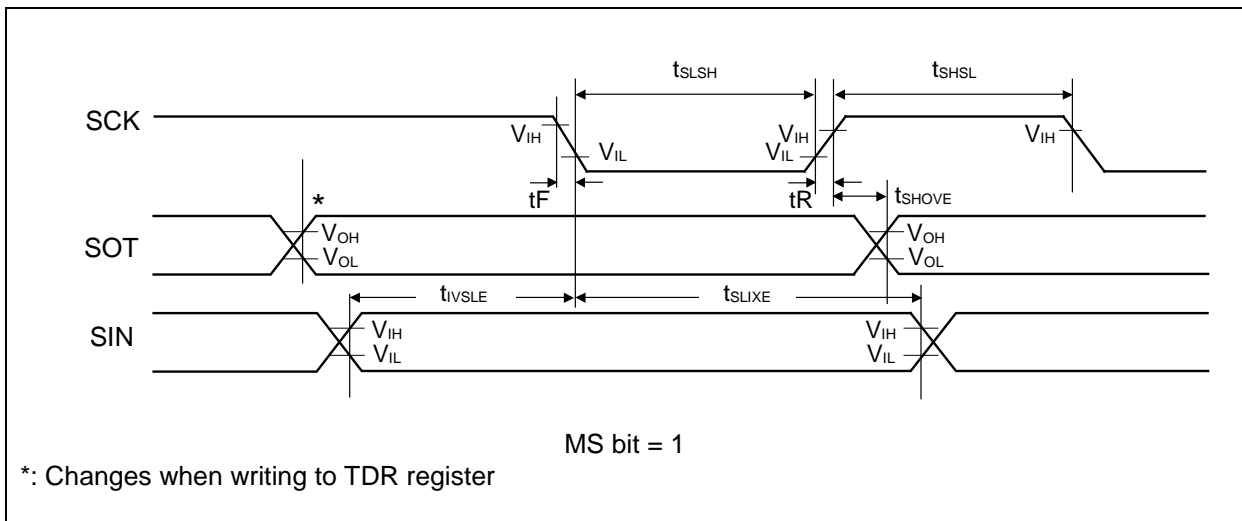 tSLSH tSHSL
SCK
VIH VIH VIH
VIL VIL
tF tR tSHOVE
*
SOT
VOH VOH
VOL VOL
tIVSLE tSLIXE
SIN
VIH VIH
VIL VIL
MS bit = 1
*: Changes when writing to TDR register